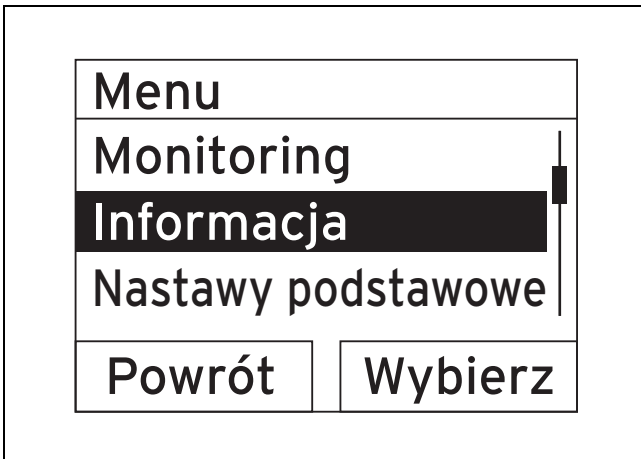 Menu
Monitoring
Informacja
Nastawy podstawowe
Powrót Wybierz